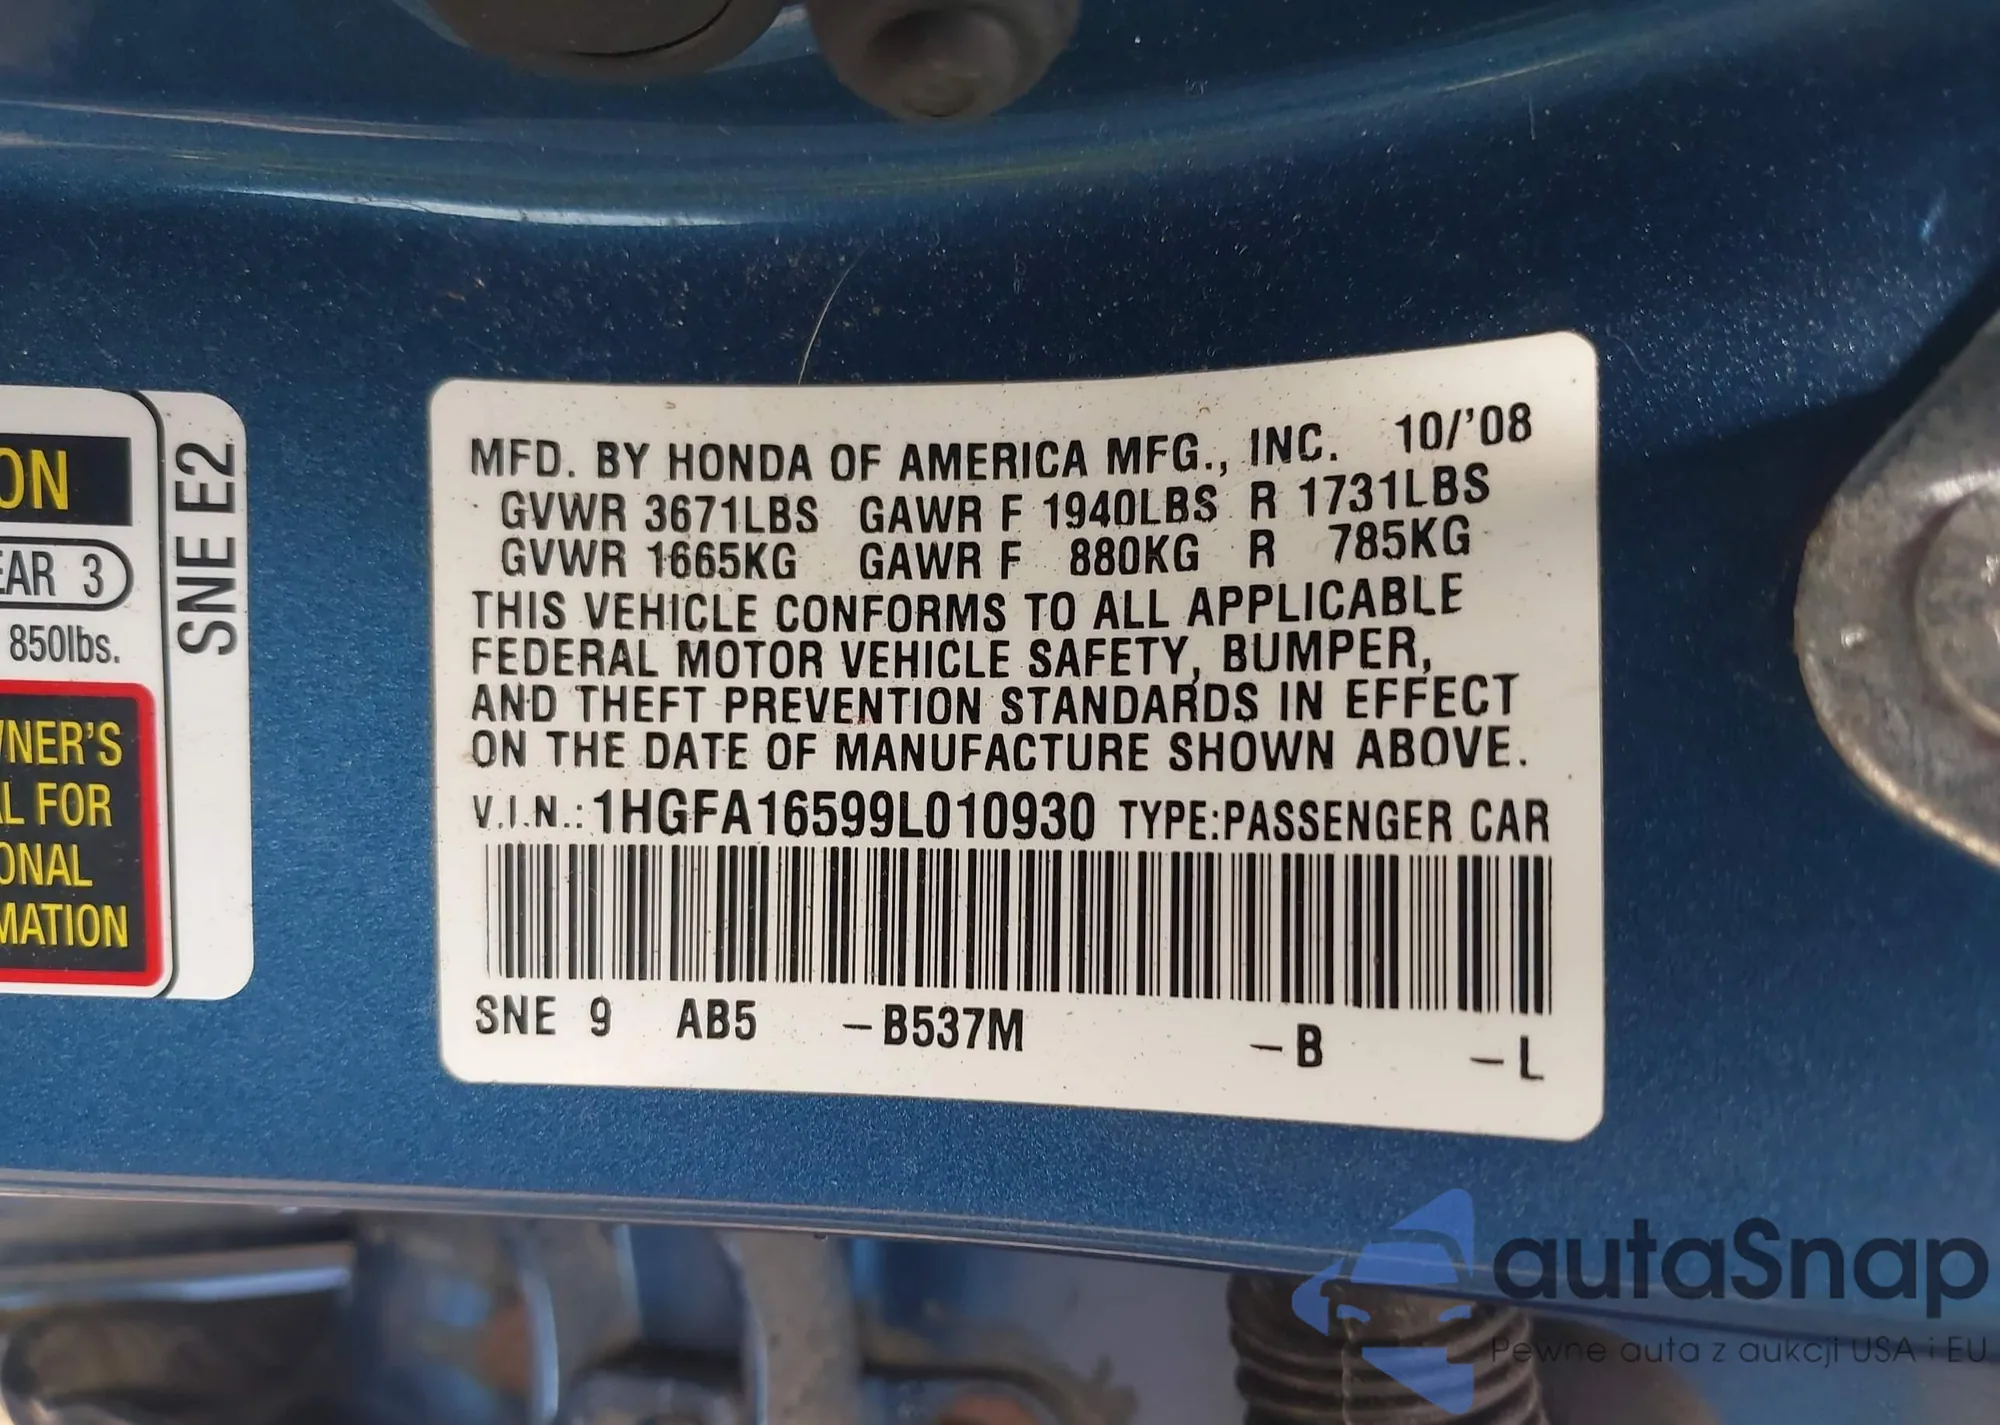 ON
EAR 3
850lbs.
NER'S
L FOR
ONAL
MATION
SNE E2
MFD. BY HONDA OF AMERICA MFG., INC. 10/'08
GVWR 3671LBS GAWR F 1940LBS R 1731LBS
GVWR 1665KG GAWR F 880KG R 785KG
THIS VEHICLE CONFORMS TO ALL APPLICABLE
FEDERAL MOTOR VEHICLE SAFETY, BUMPER,
AND THEFT PREVENTION STANDARDS IN EFFECT
ON THE DATE OF MANUFACTURE SHOWN ABOVE.
V.I.N.: 1HGFA16599L010930 TYPE:PASSENGER CAR
SNE 9 AB5 -B537M -B -L
autaSnap
Pewne auta z aukcji USA i EU